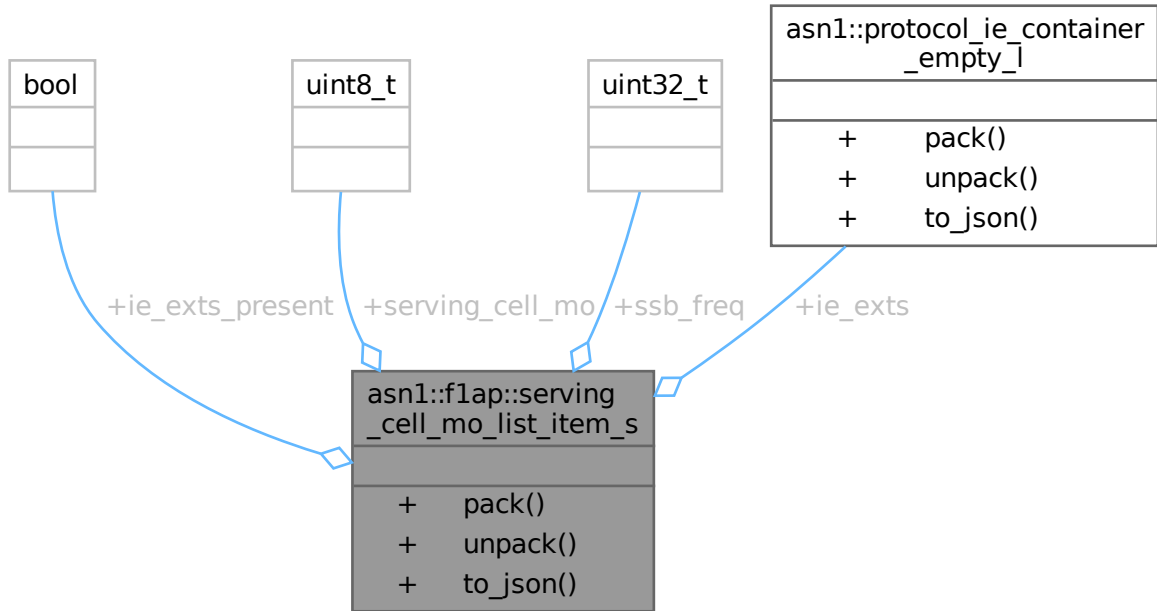 asn1::protocol_ie_container
_empty_l
+ pack()
+ unpack()
+ to_json()
bool
uint8_t
uint32_t
+ie_exts_present
+serving_cell_mo
+ssb_freq
+ie_exts
asn1::f1ap::serving
_cell_mo_list_item_s
+ pack()
+ unpack()
+ to_json()